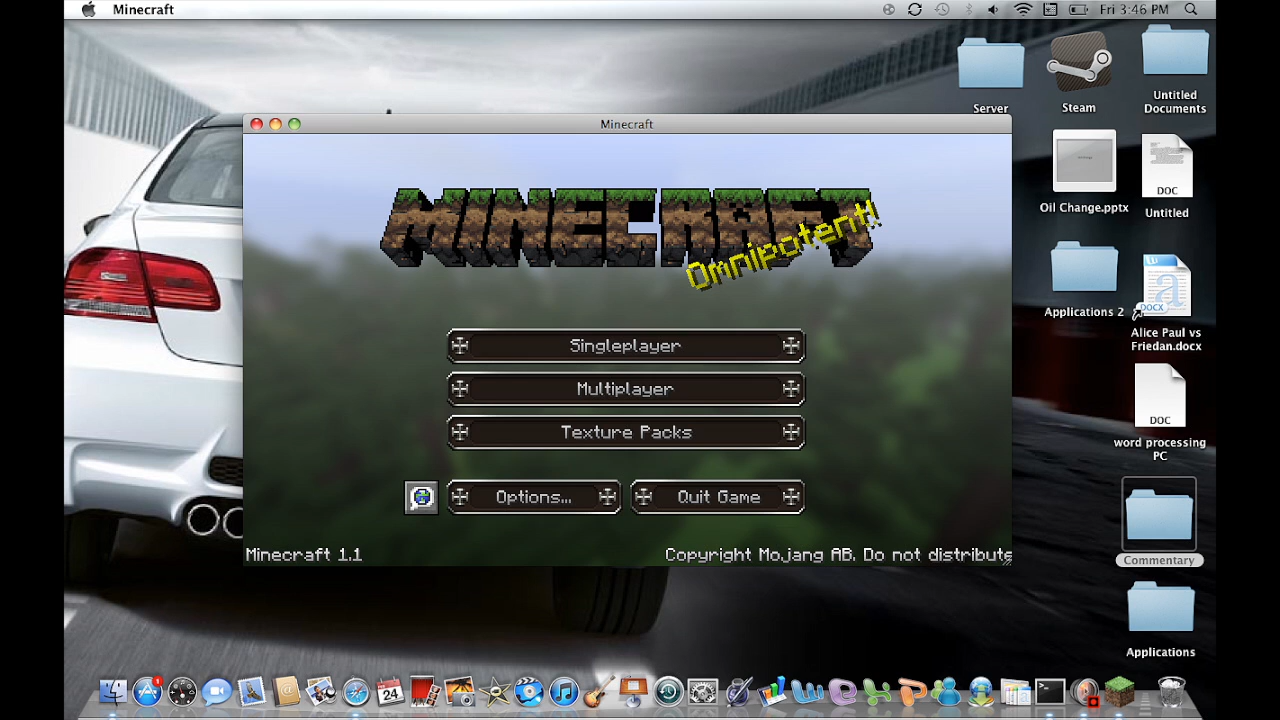 Minecraft
Fri 3:46 PM
Server
Steam
Untitled
Documents
Minecraft
MINECRAFT
Omnipotent!
Oil Change.pptx
DOC
Untitled
Singleplayer
Multiplayer
Texture Packs
Applications 2
DOCX
Alice Paul vs
Friedan.docx
DOC
word processing
PC
Options...
Quit Game
Minecraft 1.1
Copyright Mojang AB. Do not distribute
Commentary
Applications
1
24